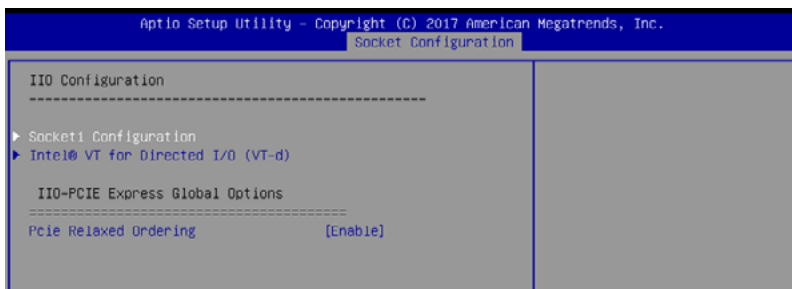 Aptio Setup Utility - Copyright (C) 2017 American Megatrends, Inc.
Socket Configuration
IIO Configuration
--------------------------------------------------
Socket1 Configuration
Intel® VT for Directed I/O (VT-d)
IIO-PCIE Express Global Options
========================================
Pcie Relaxed Ordering [Enable]